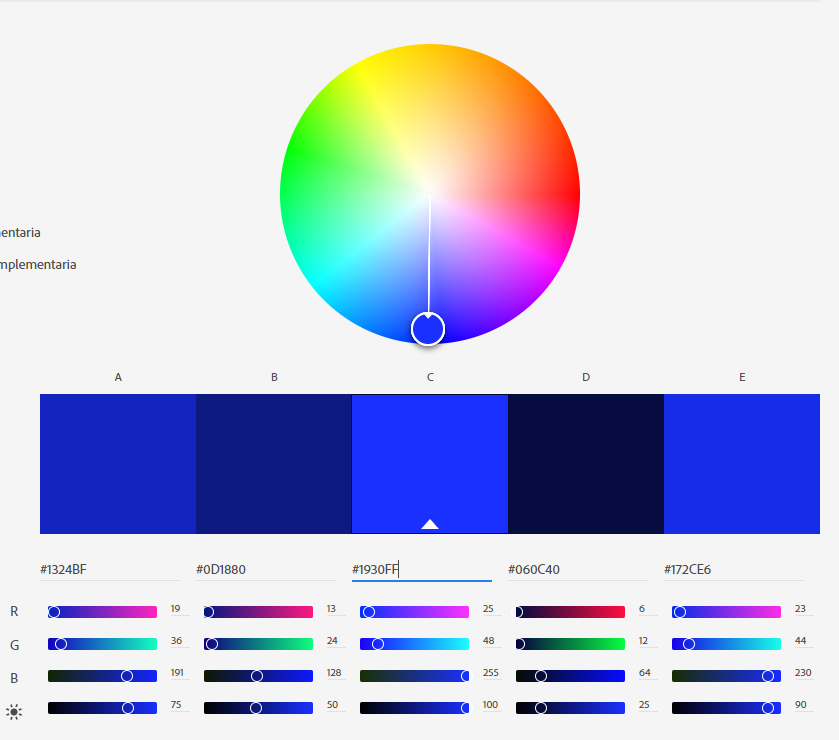 entaria
mplementaria
A B C D E
#1324BF #0D1880 #1930FF #060C40 #172CE6
R 19 13 25 6 23
G 36 24 48 12 44
B 191 128 255 64 230
75 50 100 25 90